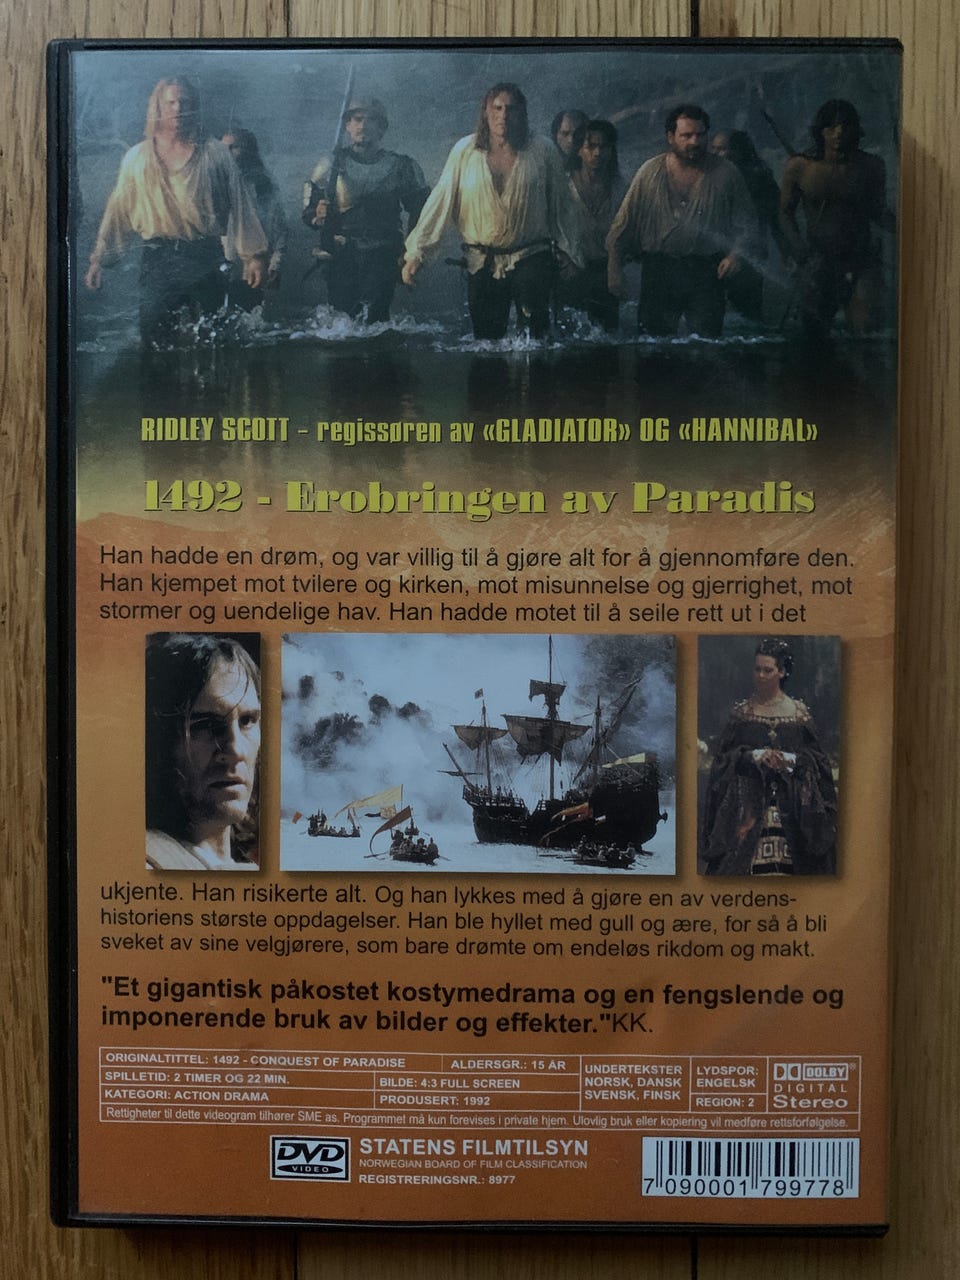 RIDLEY SCOTT - regissøren av «GLADIATOR» OG «HANNIBAL»
1492 - Erobringen av Paradis
Han hadde en drøm, og var villig til å gjøre alt for å gjennomføre den.
Han kjempet mot tvilere og kirken, mot misunnelse og gjerrighet, mot
stormer og uendelige hav. Han hadde motet til å seile rett ut i det
ukjente. Han risikerte alt. Og han lykkes med å gjøre en av verdens-
historiens største oppdagelser. Han ble hyllet med gull og ære, for så å bli
sveket av sine velgjørere, som bare drømte om endeløs rikdom og makt.
"Et gigantisk påkostet kostymedrama og en fengslende og
imponerende bruk av bilder og effekter."KK.
ORIGINALTITTEL: 1492 - CONQUEST OF PARADISE
ALDERSGR.: 15 ÅR
SPILLETID: 2 TIMER OG 22 MIN.
BILDE: 4:3 FULL SCREEN
KATEGORI: ACTION DRAMA
PRODUSERT: 1992
UNDERTEKSTER
NORSK, DANSK
SVENSK, FINSK
LYDSPOR:
ENGELSK
REGION: 2
DOLBY®
DIGITAL
Stereo
Rettigheter til dette videogram tilhører SME as. Programmet må kun forevises i private hjem. Ulovlig bruk eller kopiering vil medføre rettsforfølgelse.
DVD
VIDEO
STATENS FILMTILSYN
NORWEGIAN BOARD OF FILM CLASSIFICATION
REGISTRERINGSNR.: 8977
7 090001 799778